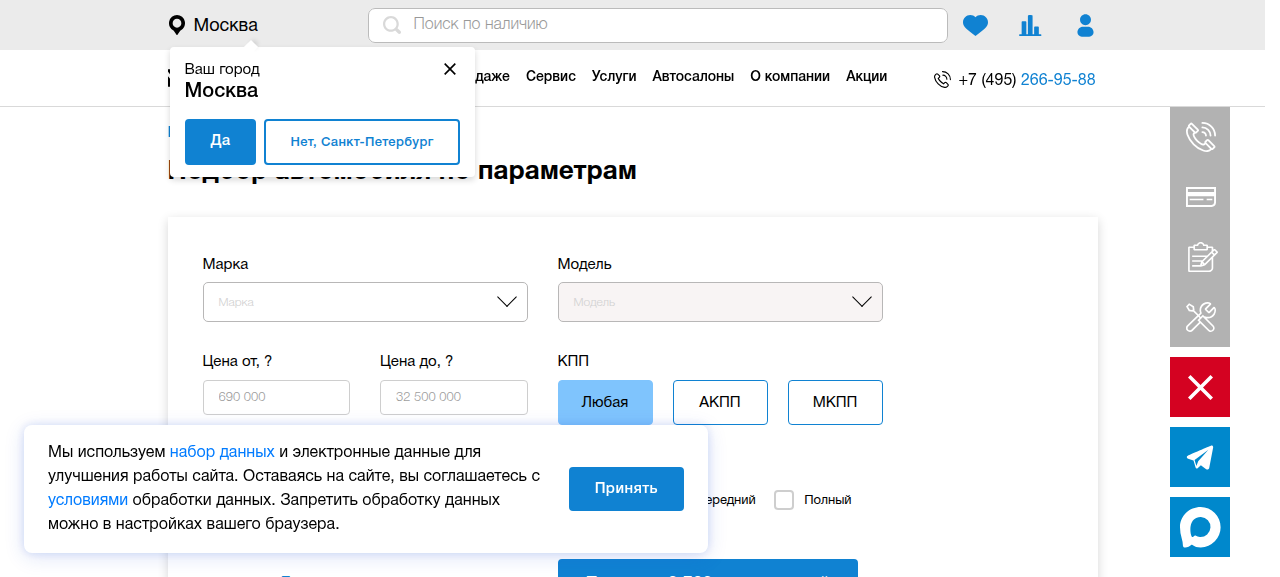 Москва
Поиск по наличию
Ваш город
Москва
Да
Нет, Санкт-Петербург
Сервис
Услуги
Автосалоны
О компании
Акции
+7 (495) 266-95-88
параметрам
Марка
Модель
Марка
Модель
Цена от, ?
Цена до, ?
КПП
690 000
32 500 000
Любая
АКПП
МКПП
Мы используем набор данных и электронные данные для
улучшения работы сайта. Оставаясь на сайте, вы соглашаетесь с
условиями обработки данных. Запретить обработку данных
можно в настройках вашего браузера.
Принять
Полный